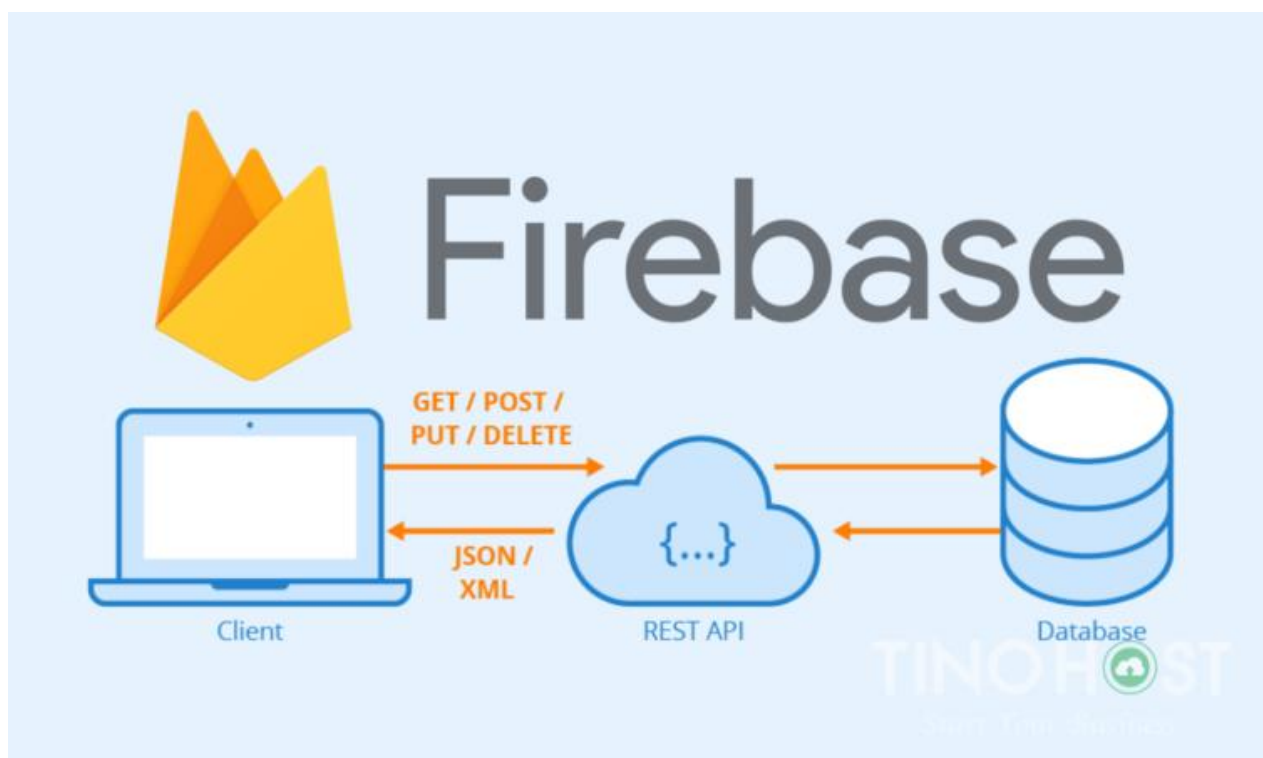 Firebase
GET / POST /
PUT / DELETE
{...}
JSON /
XML
Client
REST API
Database
TINOHOST